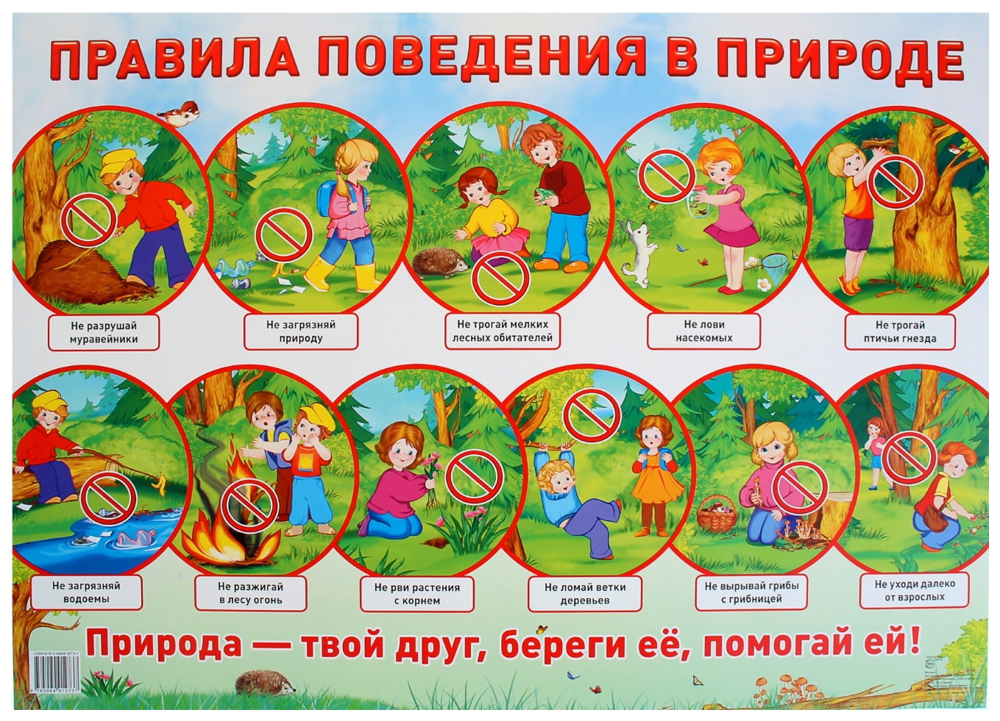 ПРАВИЛА ПОВЕДЕНИЯ В ПРИРОДЕ
Не разрушай
муравейники
Не загрязняй
природу
Не трогай мелких
лесных обитателей
Не лови
насекомых
Не трогай
птичьи гнезда
Не загрязняй
водоемы
Не разжигай
в лесу огонь
Не рви растения
с корнем
Не ломай ветки
деревьев
Не вырывай грибы
с грибницей
Не уходи далеко
от взрослых
Природа — твой друг, береги её, помогай ей!
ISBN 978-5-9949-1273-7
9 785994 912737